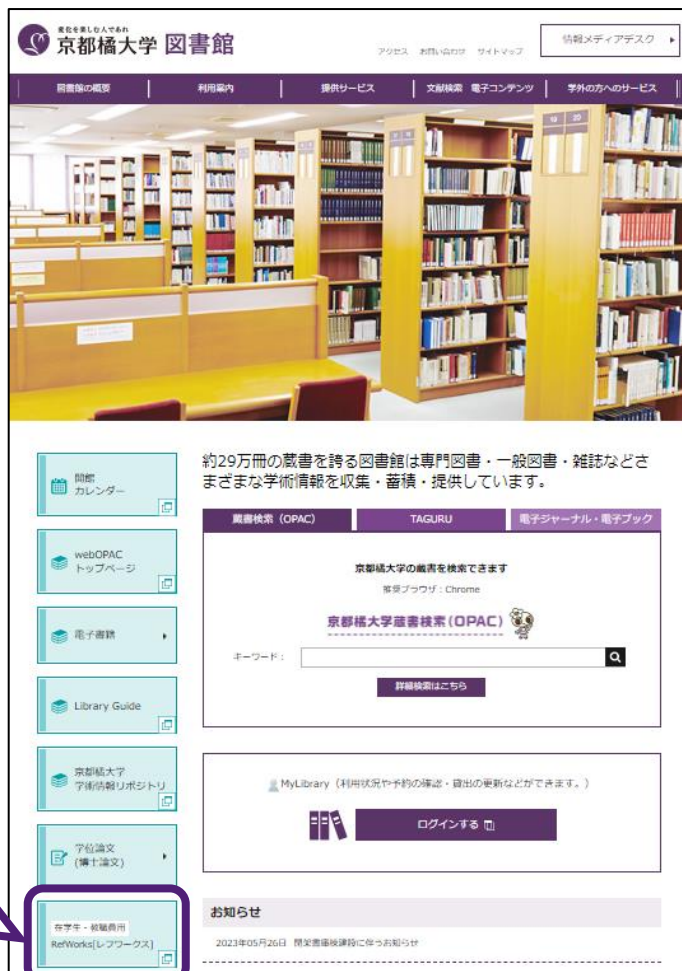 変化を楽しむ人であれ
京都橘大学 図書館
アクセス お問い合わせ サイトマップ
情報メディアデスク
図書館の概要
利用案内
提供サービス
文献検索 電子コンテンツ
学外の方へのサービス
19 20
開館
カレンダー
webOPAC
トップページ
電子書籍
Library Guide
京都橘大学
学術情報リポジトリ
学位論文
(博士論文)
在学生・教職員用
RefWorks[レフワークス]
約29万冊の蔵書を誇る図書館は専門図書・一般図書・雑誌などさ
まざまな学術情報を収集・蓄積・提供しています。
蔵書検索(OPAC)
TAGURU
電子ジャーナル・電子ブック
京都橘大学の蔵書を検索できます
推奨ブラウザ:Chrome
京都橘大学蔵書検索(OPAC)
キーワード:
詳細検索はこちら
MyLibrary(利用状況や予約の確認・貸出の更新などができます。)
ログインする
お知らせ
2023年05月26日 閉架書庫棟建設に伴うお知らせ